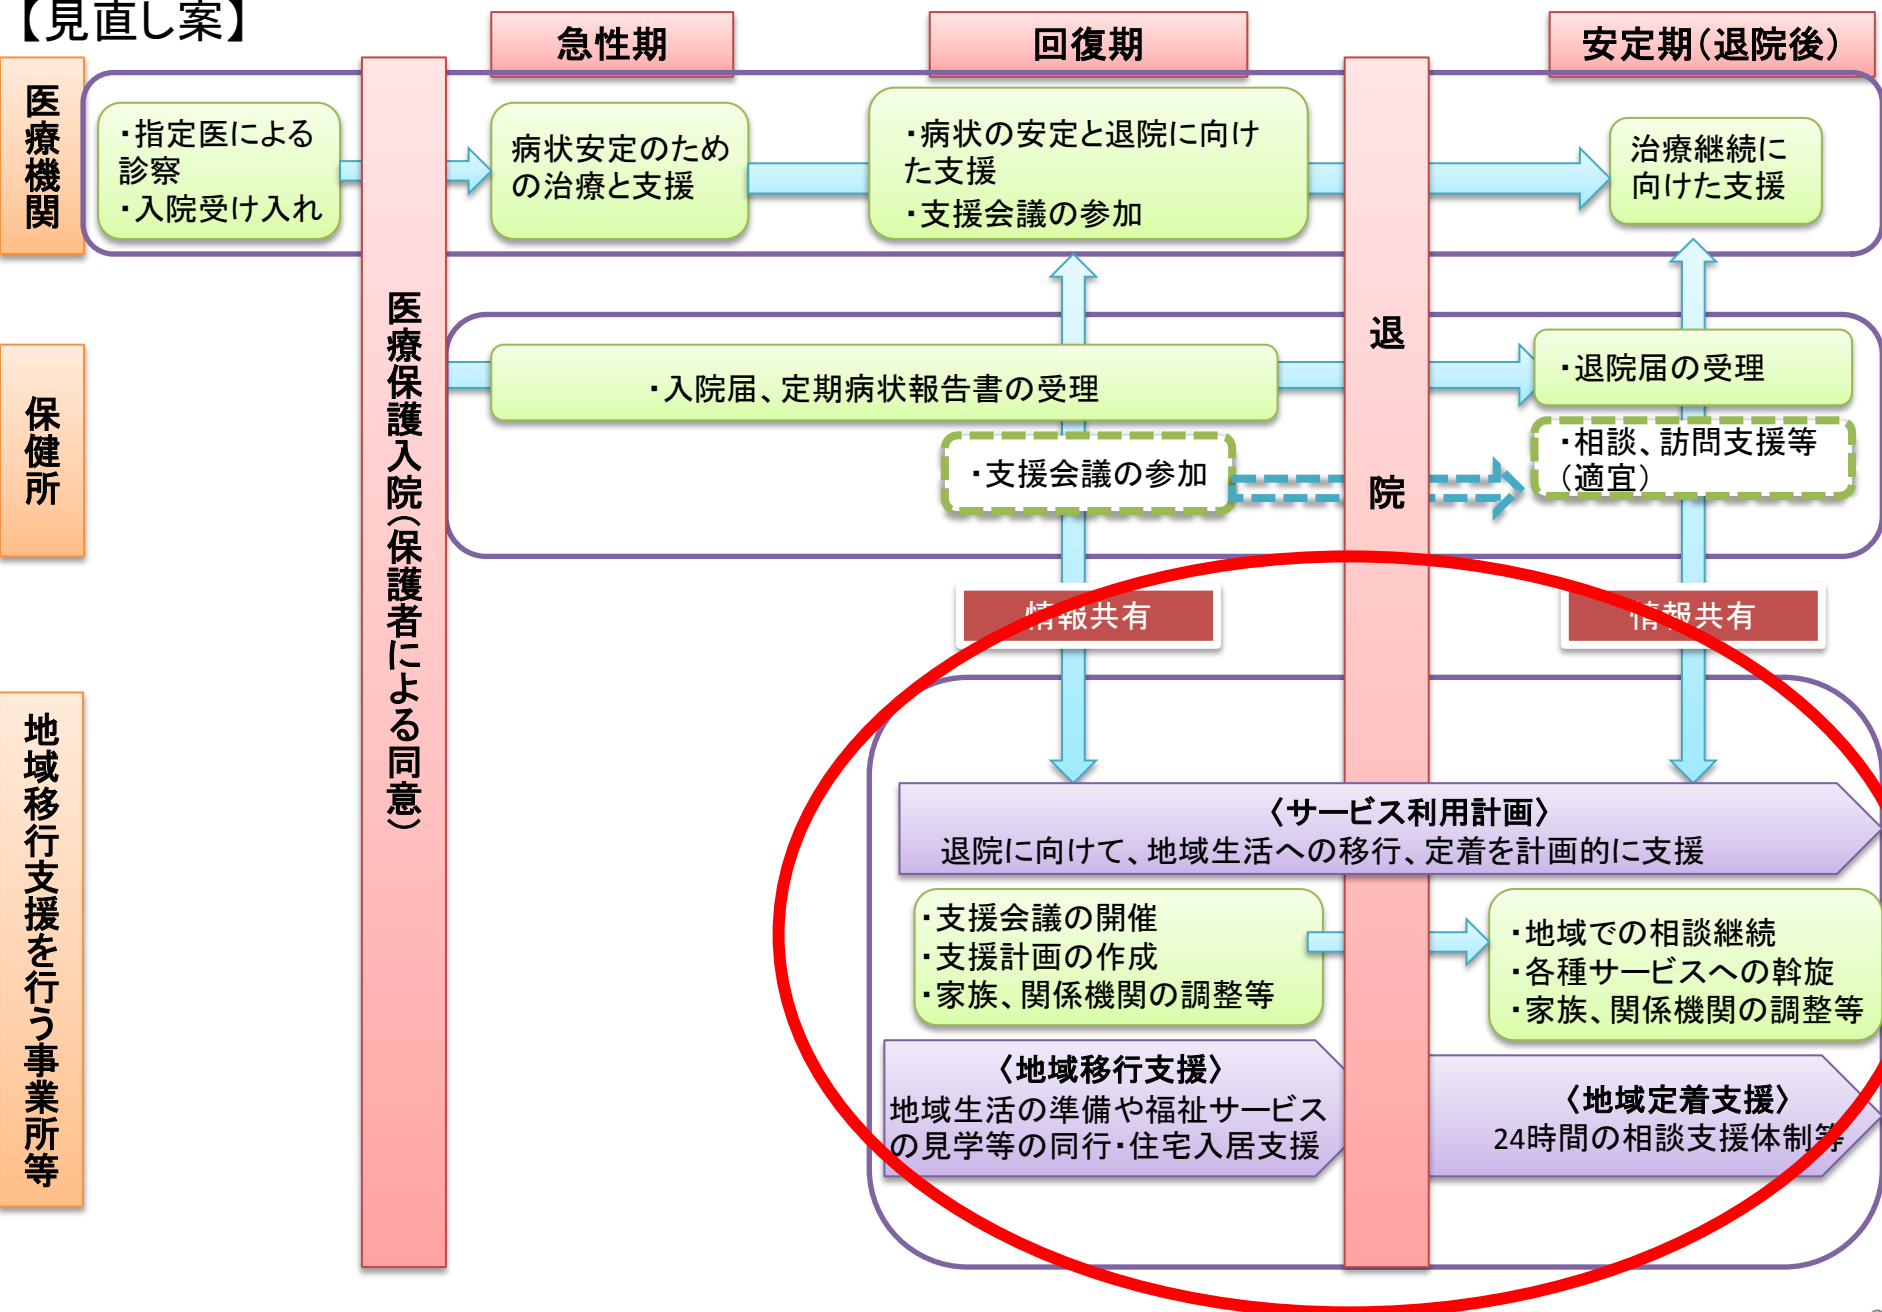 【見直し案】
急性期
回復期
安定期(退院後)
医療機関
・指定医による
診察
・入院受け入れ
病状安定のため
の治療と支援
・病状の安定と退院に向け
た支援
・支援会議の参加
治療継続に
向けた支援
医療保護入院(保護者による同意)
退
院
保健所
・入院届、定期病状報告書の受理
・退院届の受理
・支援会議の参加
・相談、訪問支援等
(適宜)
情報共有
情報共有
地域移行支援を行う事業所等
〈サービス利用計画〉
退院に向けて、地域生活への移行、定着を計画的に支援
・支援会議の開催
・支援計画の作成
・家族、関係機関の調整等
・地域での相談継続
・各種サービスへの斡旋
・家族、関係機関の調整等
〈地域移行支援〉
地域生活の準備や福祉サービス
の見学等の同行・住宅入居支援
〈地域定着支援〉
24時間の相談支援体制等